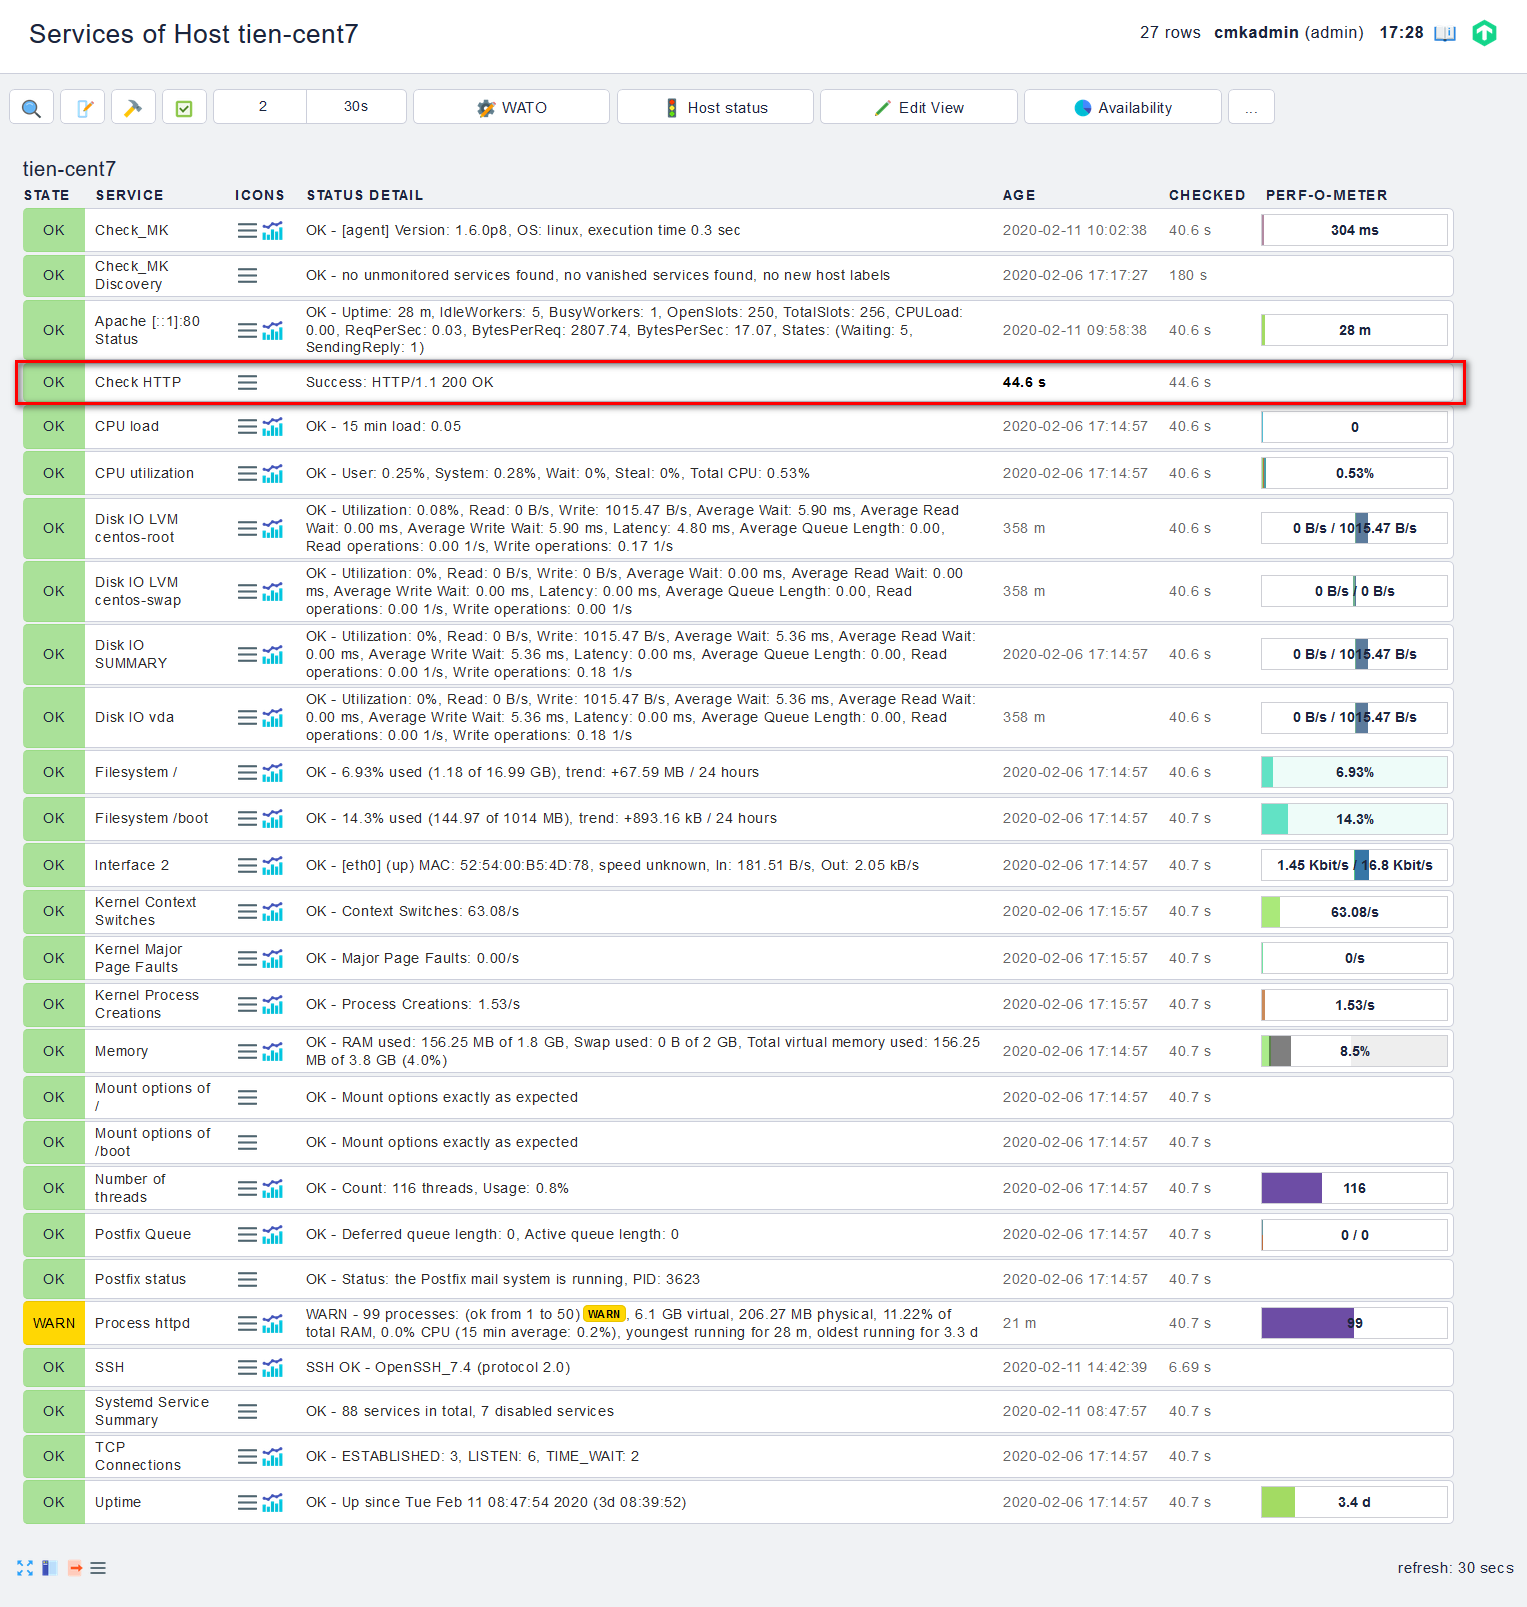 Services of Host tien-cent7
27 rows cmkadmin (admin) 17:28
2 30s WATO Host status Edit View Availability ...
tien-cent7
STATE SERVICE ICONS STATUS DETAIL AGE CHECKED PERF-O-METER
OK Check_MK OK - [agent] Version: 1.6.0p8, OS: linux, execution time 0.3 sec 2020-02-11 10:02:38 40.6 s 304 ms
OK Check_MK
Discovery OK - no unmonitored services found, no vanished services found, no new host labels 2020-02-06 17:17:27 180 s
OK Apache [::1]:80
Status OK - Uptime: 28 m, IdleWorkers: 5, BusyWorkers: 1, OpenSlots: 250, TotalSlots: 256, CPULoad:
0.00, ReqPerSec: 0.03, BytesPerReq: 2807.74, BytesPerSec: 17.07, States: (Waiting: 5,
SendingReply: 1) 2020-02-11 09:58:38 40.6 s 28 m
OK Check HTTP Success: HTTP/1.1 200 OK 44.6 s 44.6 s
OK CPU load OK - 15 min load: 0.05 2020-02-06 17:14:57 40.6 s 0
OK CPU utilization OK - User: 0.25%, System: 0.28%, Wait: 0%, Steal: 0%, Total CPU: 0.53% 2020-02-06 17:14:57 40.6 s 0.53%
OK Disk IO LVM
centos-root OK - Utilization: 0.08%, Read: 0 B/s, Write: 1015.47 B/s, Average Wait: 5.90 ms, Average Read
Wait: 0.00 ms, Average Write Wait: 5.90 ms, Latency: 4.80 ms, Average Queue Length: 0.00,
Read operations: 0.00 1/s, Write operations: 0.17 1/s 358 m 40.6 s 0 B/s / 1015.47 B/s
OK Disk IO LVM
centos-swap OK - Utilization: 0%, Read: 0 B/s, Write: 0 B/s, Average Wait: 0.00 ms, Average Read Wait: 0.00
ms, Average Write Wait: 0.00 ms, Latency: 0.00 ms, Average Queue Length: 0.00, Read
operations: 0.00 1/s, Write operations: 0.00 1/s 358 m 40.6 s 0 B/s / 0 B/s
OK Disk IO
SUMMARY OK - Utilization: 0%, Read: 0 B/s, Write: 1015.47 B/s, Average Wait: 5.36 ms, Average Read Wait:
0.00 ms, Average Write Wait: 5.36 ms, Latency: 0.00 ms, Average Queue Length: 0.00, Read
operations: 0.00 1/s, Write operations: 0.18 1/s 2020-02-06 17:14:57 40.6 s 0 B/s / 1015.47 B/s
OK Disk IO vda OK - Utilization: 0%, Read: 0 B/s, Write: 1015.47 B/s, Average Wait: 5.36 ms, Average Read Wait:
0.00 ms, Average Write Wait: 5.36 ms, Latency: 0.00 ms, Average Queue Length: 0.00, Read
operations: 0.00 1/s, Write operations: 0.18 1/s 358 m 40.6 s 0 B/s / 1015.47 B/s
OK Filesystem / OK - 6.93% used (1.18 of 16.99 GB), trend: +67.59 MB / 24 hours 2020-02-06 17:14:57 40.6 s 6.93%
OK Filesystem /boot OK - 14.3% used (144.97 of 1014 MB), trend: +893.16 kB / 24 hours 2020-02-06 17:14:57 40.7 s 14.3%
OK Interface 2 OK - [eth0] (up) MAC: 52:54:00:B5:4D:78, speed unknown, In: 181.51 B/s, Out: 2.05 kB/s 2020-02-06 17:14:57 40.7 s 1.45 Kbit/s / 16.8 Kbit/s
OK Kernel Context
Switches OK - Context Switches: 63.08/s 2020-02-06 17:15:57 40.7 s 63.08/s
OK Kernel Major
Page Faults OK - Major Page Faults: 0.00/s 2020-02-06 17:15:57 40.7 s 0/s
OK Kernel Process
Creations OK - Process Creations: 1.53/s 2020-02-06 17:15:57 40.7 s 1.53/s
OK Memory OK - RAM used: 156.25 MB of 1.8 GB, Swap used: 0 B of 2 GB, Total virtual memory used: 156.25
MB of 3.8 GB (4.0%) 2020-02-06 17:14:57 40.7 s 8.5%
OK Mount options of
/ OK - Mount options exactly as expected 2020-02-06 17:14:57 40.7 s
OK Mount options of
/boot OK - Mount options exactly as expected 2020-02-06 17:14:57 40.7 s
OK Number of
threads OK - Count: 116 threads, Usage: 0.8% 2020-02-06 17:14:57 40.7 s 116
OK Postfix Queue OK - Deferred queue length: 0, Active queue length: 0 2020-02-06 17:14:57 40.7 s 0 / 0
OK Postfix status OK - Status: the Postfix mail system is running, PID: 3623 2020-02-06 17:14:57 40.7 s
WARN Process httpd WARN - 99 processes: (ok from 1 to 50) WARN , 6.1 GB virtual, 206.27 MB physical, 11.22% of
total RAM, 0.0% CPU (15 min average: 0.2%), youngest running for 28 m, oldest running for 3.3 d 21 m 40.7 s 99
OK SSH SSH OK - OpenSSH_7.4 (protocol 2.0) 2020-02-11 14:42:39 6.69 s
OK Systemd Service
Summary OK - 88 services in total, 7 disabled services 2020-02-11 08:47:57 40.7 s
OK TCP
Connections OK - ESTABLISHED: 3, LISTEN: 6, TIME_WAIT: 2 2020-02-06 17:14:57 40.7 s
OK Uptime OK - Up since Tue Feb 11 08:47:54 2020 (3d 08:39:52) 2020-02-06 17:14:57 40.7 s 3.4 d
refresh: 30 secs